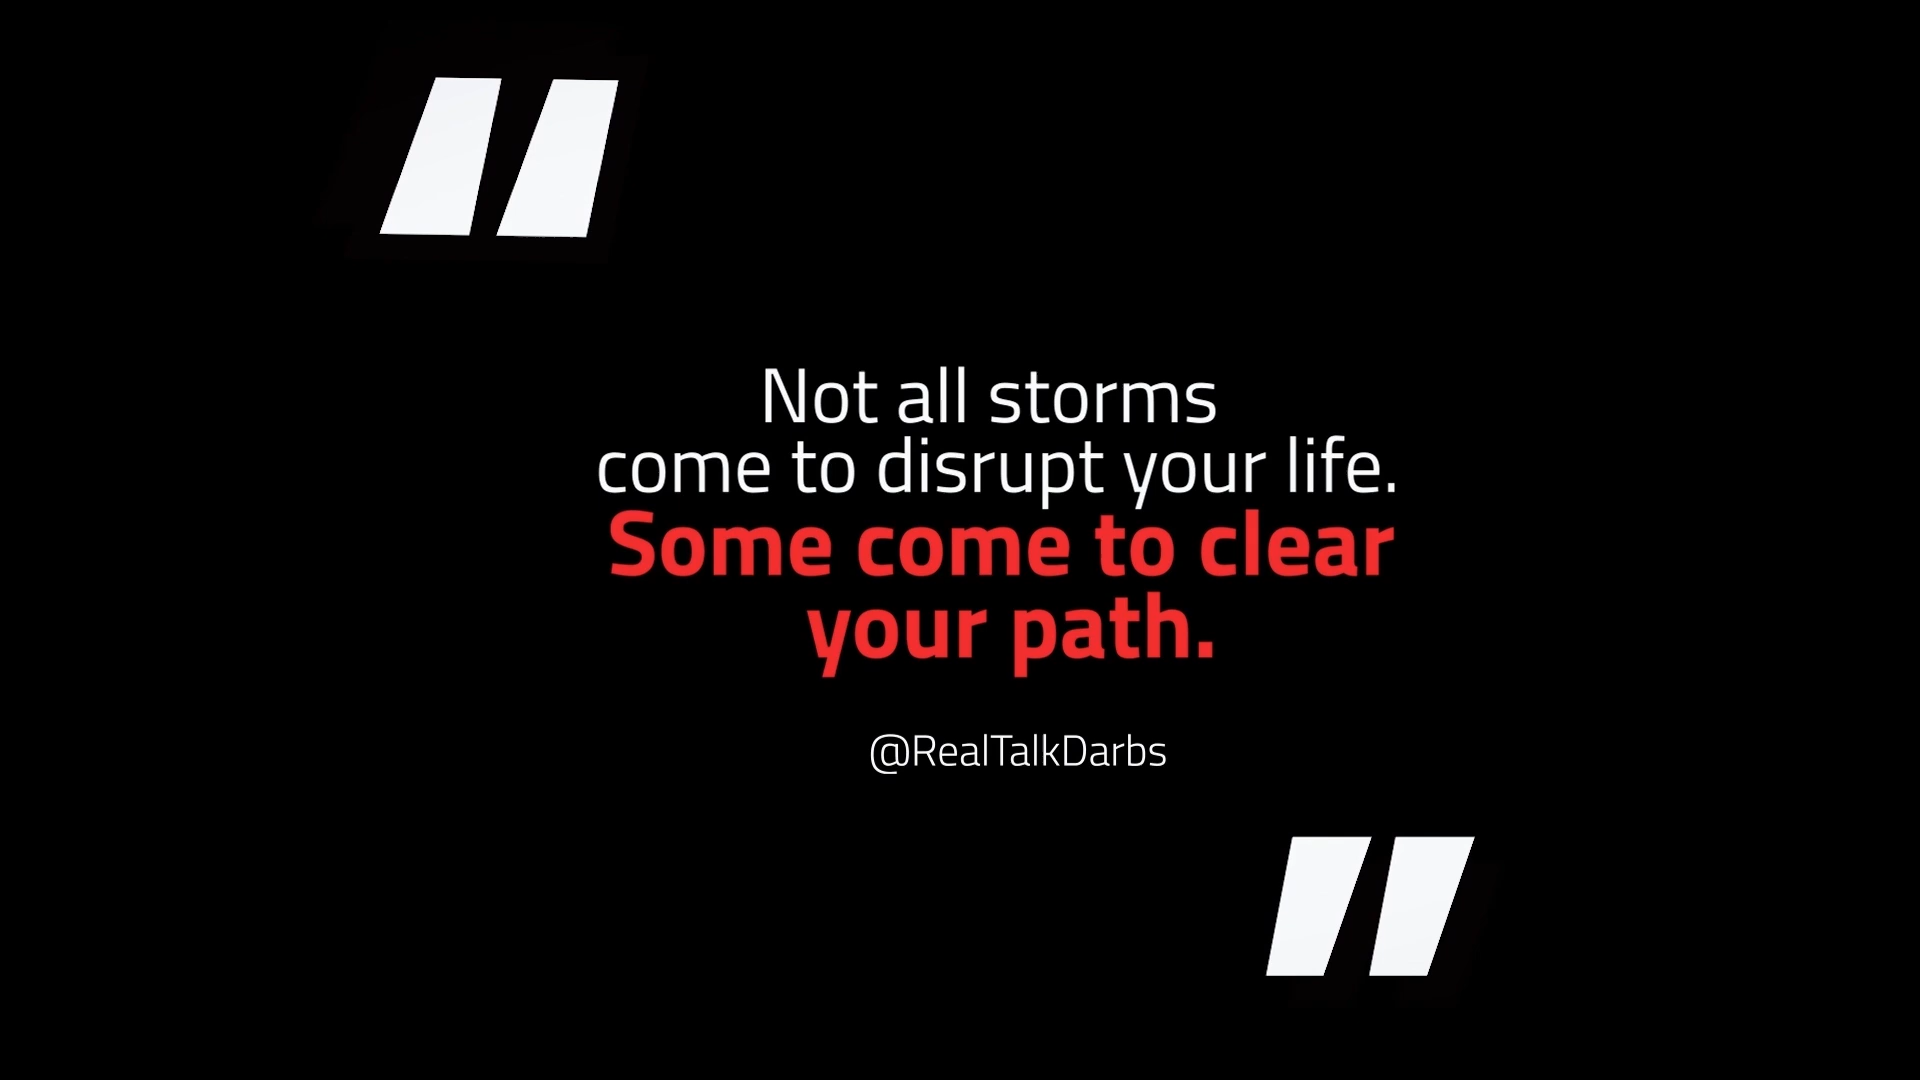 "
Not all storms
come to disrupt your life.
Some come to clear
your path.
@RealTalkDarbs
"